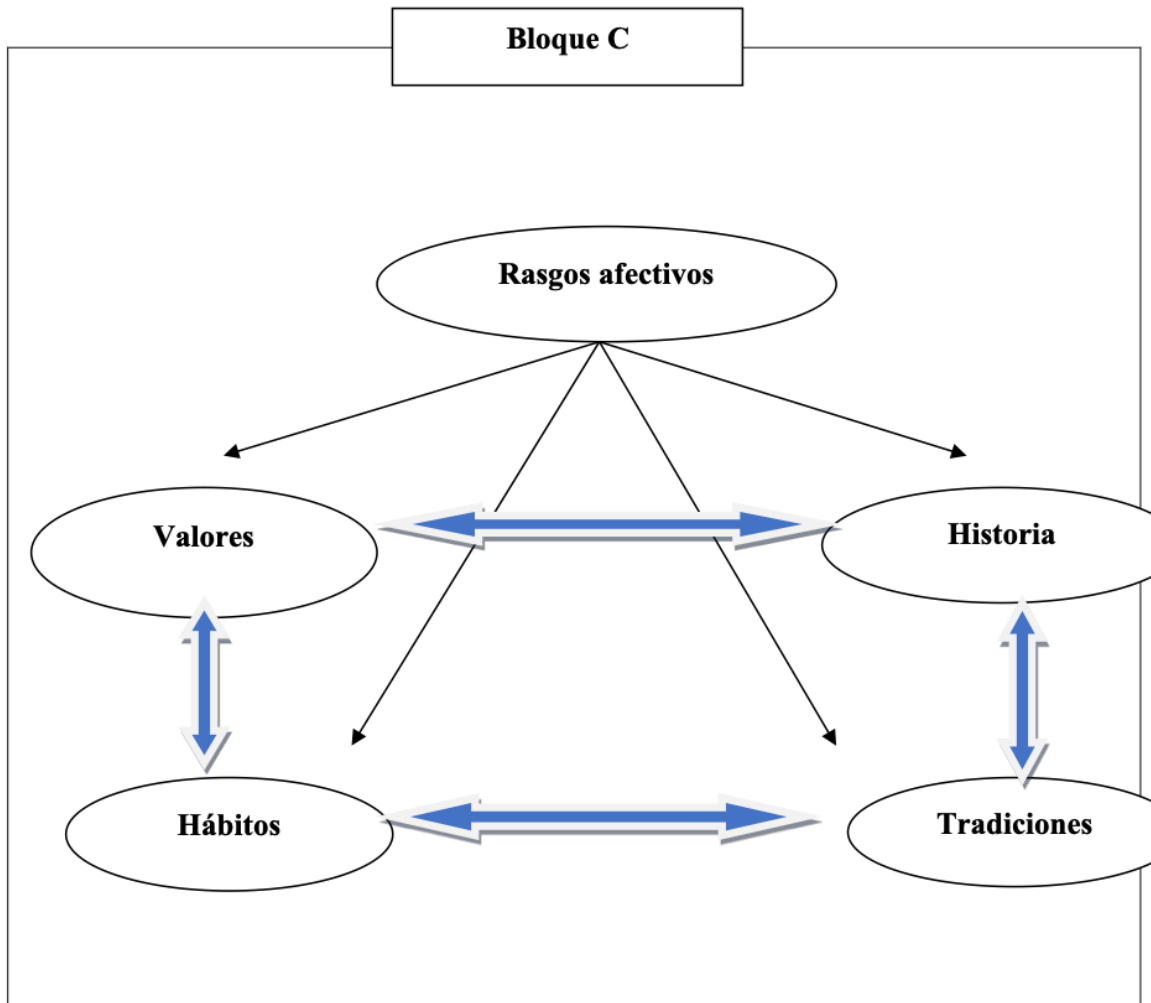 Bloque C
Rasgos afectivos
Valores
Historia
Hábitos
Tradiciones